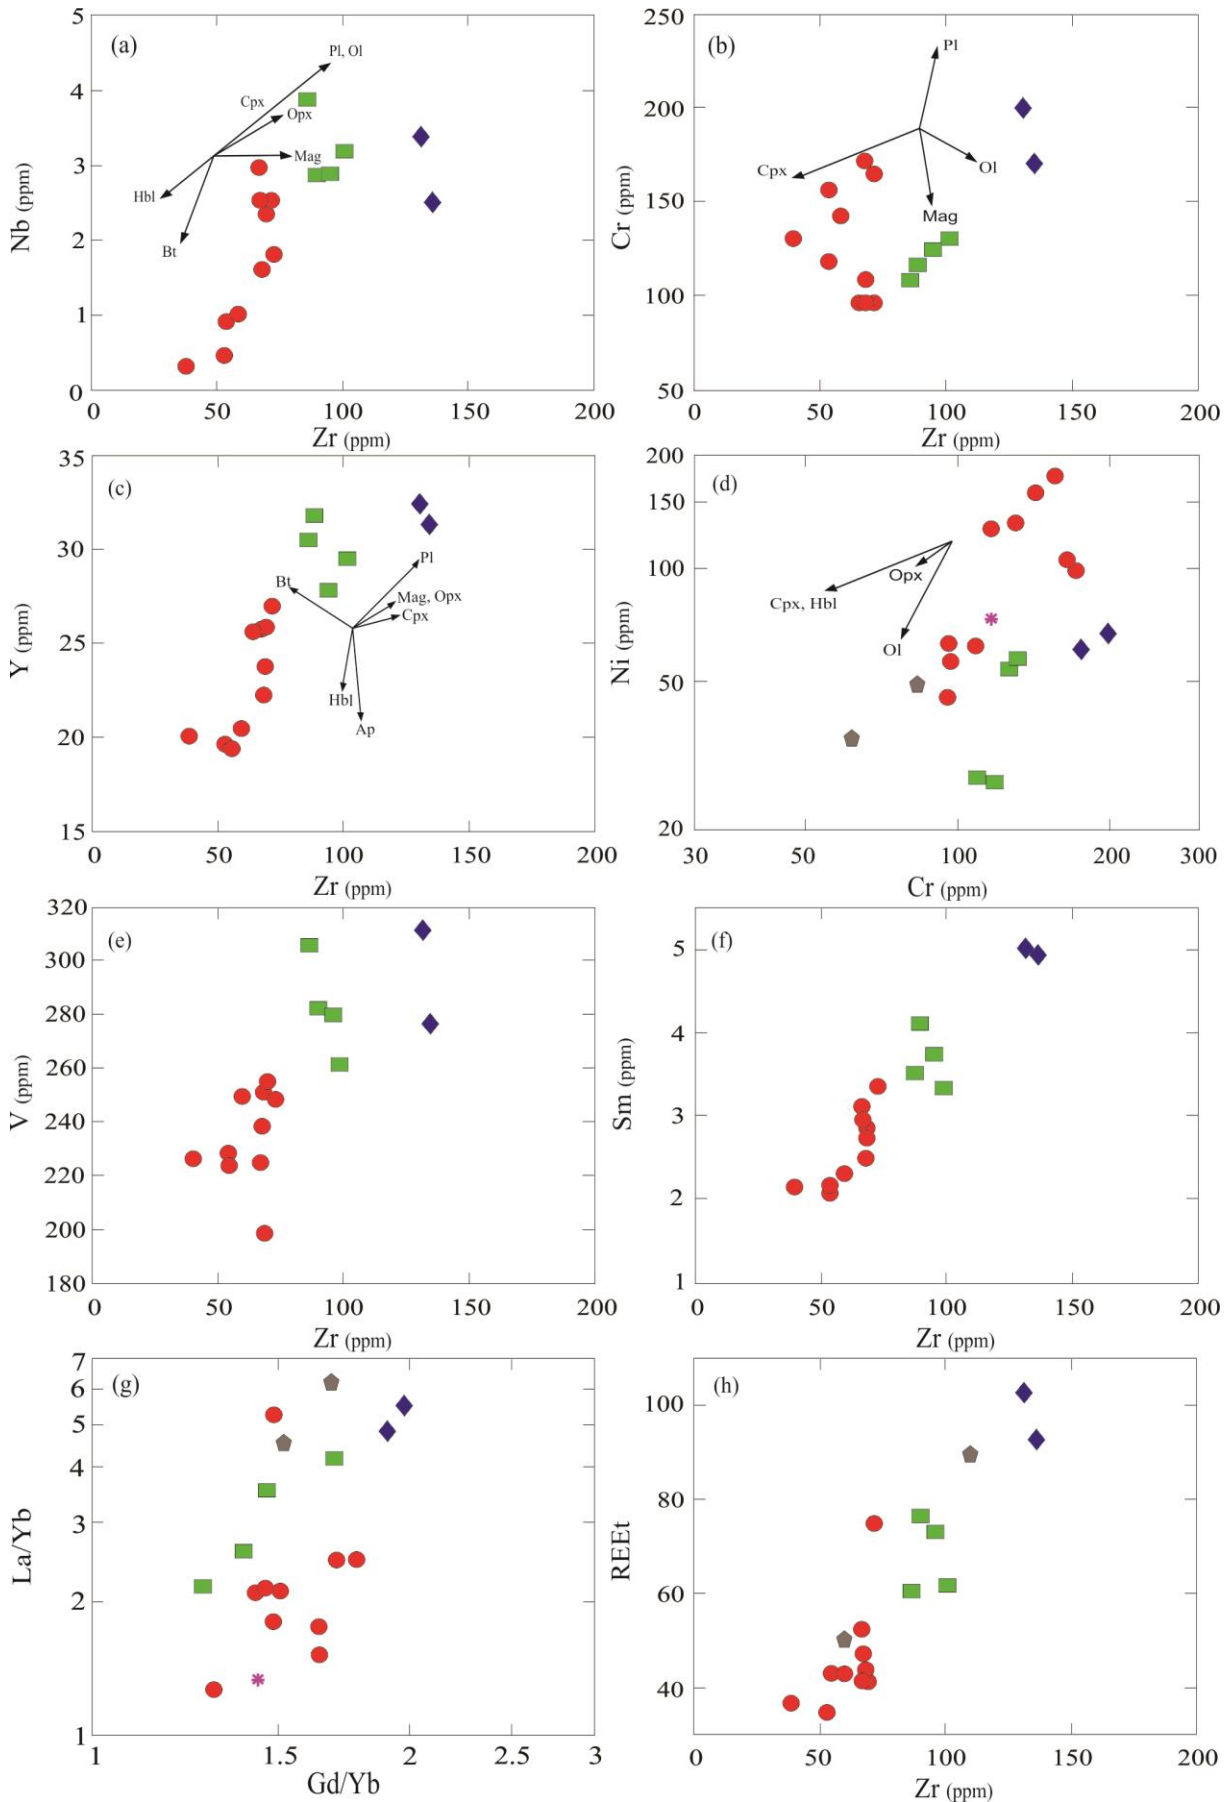 (a)
5
4
3
2
1
0
Nb (ppm)
Pl, Ol
Cpx
Opx
Mag
Hbl
Bt
0 50 100 150 200
Zr (ppm)
(b)
250
200
150
100
50
Cr (ppm)
Pl
Cpx
Ol
Mag
0 50 100 150 200
Zr (ppm)
(c)
35
30
25
20
15
Y (ppm)
Bt
Pl
Mag, Opx
Cpx
Hbl
Ap
0 50 100 150 200
Zr (ppm)
(d)
200
150
100
50
20
Ni (ppm)
Opx
Cpx, Hbl
Ol
30 50 100 200 300
Cr (ppm)
(e)
320
300
280
260
240
220
200
180
V (ppm)
0 50 100 150 200
Zr (ppm)
(f)
5
4
3
2
1
Sm (ppm)
0 50 100 150 200
Zr (ppm)
(g)
7
6
5
4
3
2
1
La/Yb
1 1.5 2 2.5 3
Gd/Yb
(h)
100
80
60
40
REEt
0 50 100 150 200
Zr (ppm)